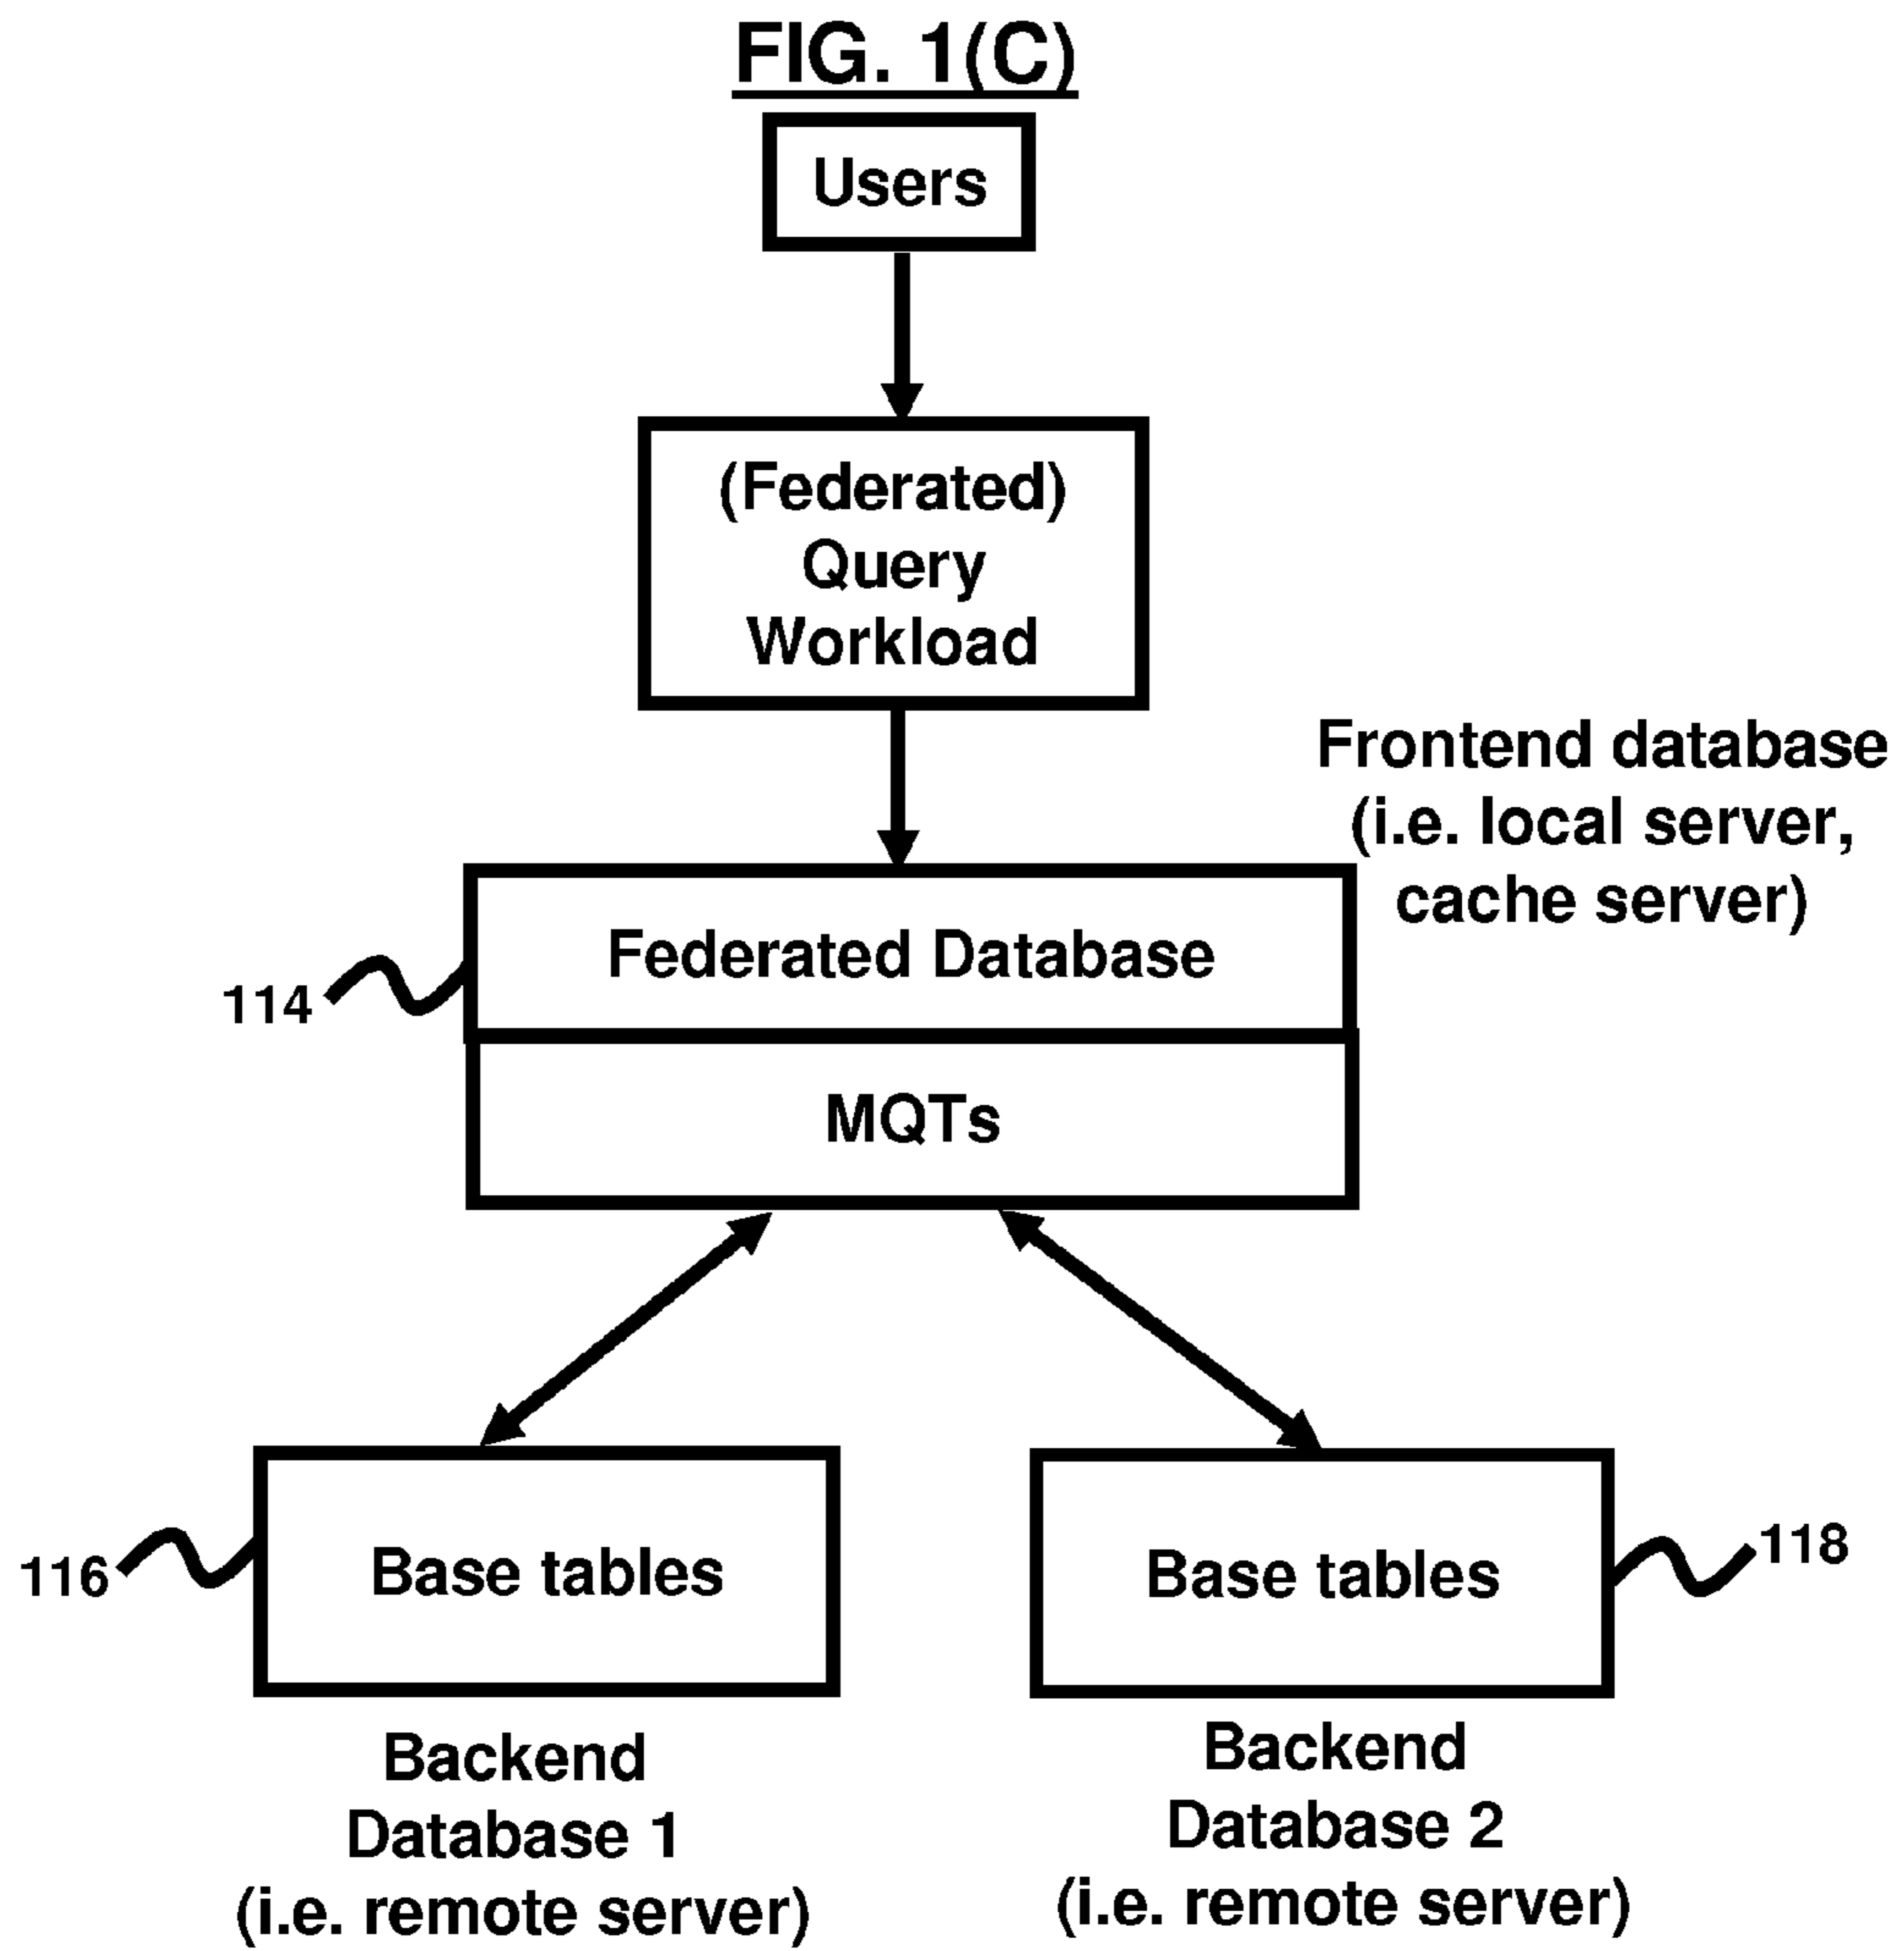 FIG. 1(C)
Users
(Federated)
Query
Workload
Frontend database
(i.e. local server,
cache server)
Federated Database
114
MQTs
116
Base tables
Base tables
118
Backend
Database 1
(i.e. remote server)
Backend
Database 2
(i.e. remote server)